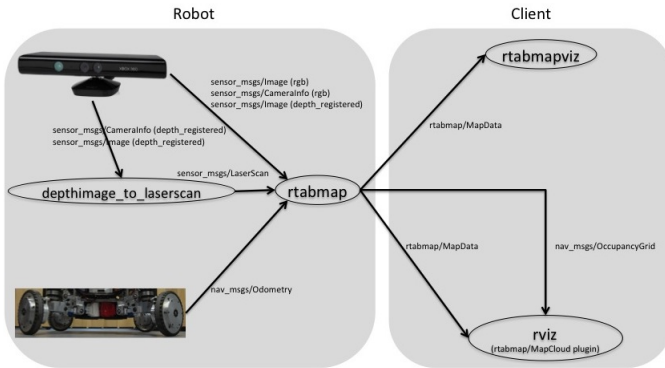 Robot
Client
sensor_msgs/Image (rgb)
sensor_msgs/CameraInfo (rgb)
sensor_msgs/Image (depth_registered)
sensor_msgs/CameraInfo (depth_registered)
sensor_msgs/Image (depth_registered)
sensor_msgs/LaserScan
depthimage_to_laserscan
rtabmap
nav_msgs/Odometry
rtabmapviz
rtabmap/MapData
rtabmap/MapData
nav_msgs/OccupancyGrid
rviz
(rtabmap/MapCloud plugin)